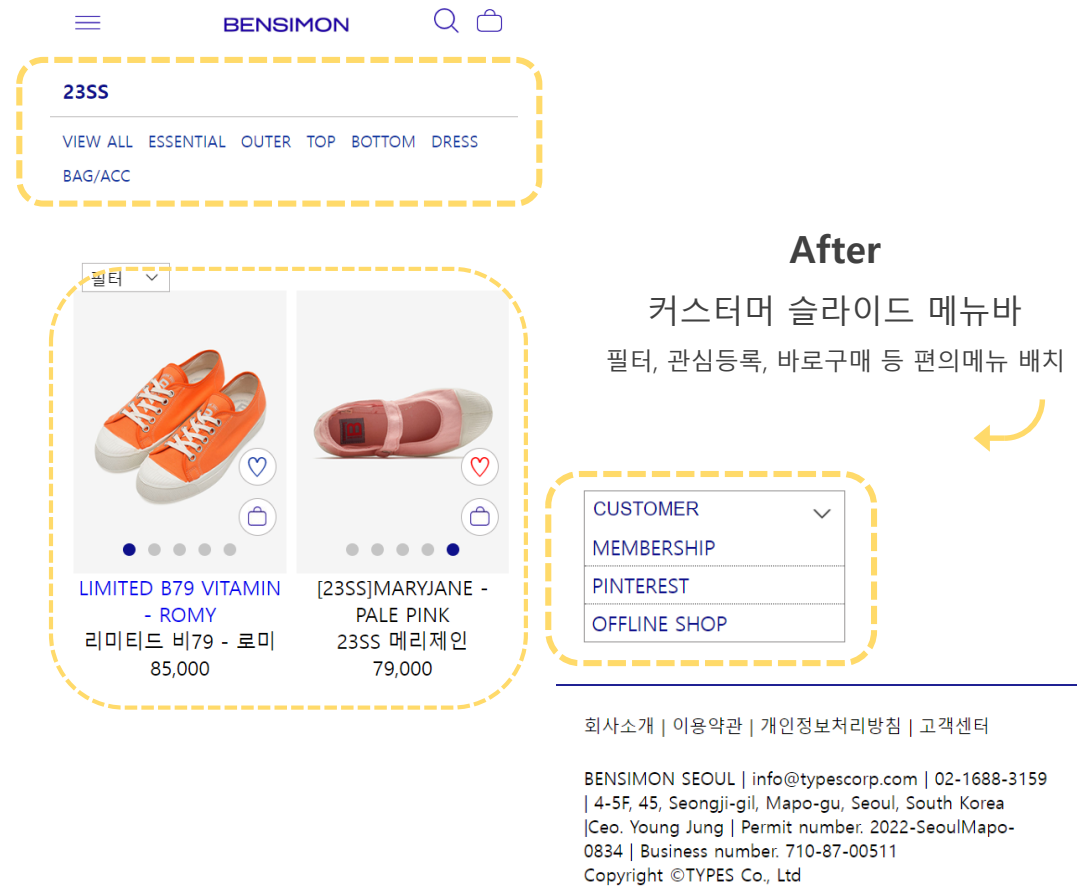 BENSIMON
23SS
VIEW ALL ESSENTIAL OUTER TOP BOTTOM DRESS
BAG/ACC
필터
LIMITED B79 VITAMIN
- ROMY
리미티드 비79 - 로미
85,000
[23SS]MARYJANE -
PALE PINK
23SS 메리제인
79,000
After
커스터머 슬라이드 메뉴바
필터, 관심등록, 바로구매 등 편의메뉴 배치
CUSTOMER
MEMBERSHIP
PINTEREST
OFFLINE SHOP
회사소개 | 이용약관 | 개인정보처리방침 | 고객센터
BENSIMON SEOUL | info@typescorp.com | 02-1688-3159
| 4-5F, 45, Seongji-gil, Mapo-gu, Seoul, South Korea
|Ceo. Young Jung | Permit number. 2022-SeoulMapo-
0834 | Business number. 710-87-00511
Copyright ©TYPES Co., Ltd